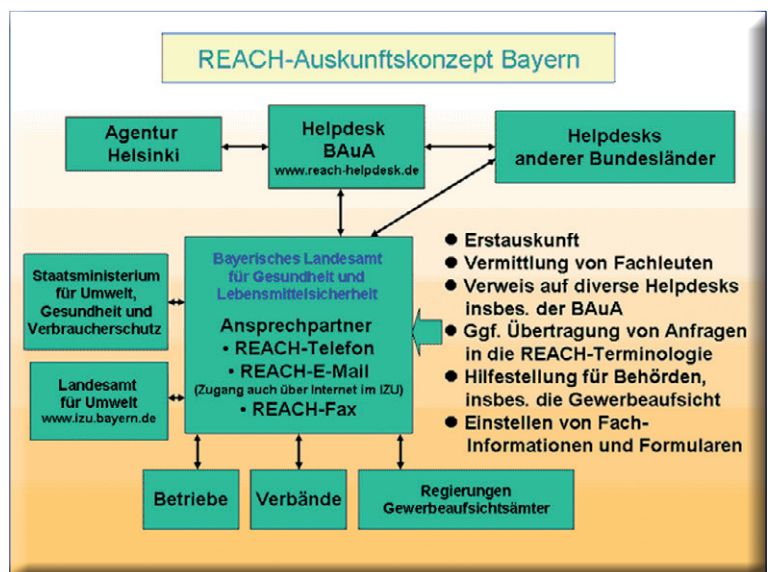 REACH-Auskunftskonzept Bayern
Agentur
Helsinki
Helpdesk
BAuA
www.reach-helpdesk.de
Helpdesks
anderer Bundesländer
Staatsministerium
für Umwelt,
Gesundheit und
Verbraucherschutz
Landesamt
für Umwelt
www.izu.bayern.de
Bayerisches Landesamt
für Gesundheit und
Lebensmittelsicherheit
Ansprechpartner
• REACH-Telefon
• REACH-E-Mail
(Zugang auch über Internet im IZU)
• REACH-Fax
● Erstauskunft
● Vermittlung von Fachleuten
● Verweis auf diverse Helpdesks
insbes. der BAuA
● Ggf. Übertragung von Anfragen
in die REACH-Terminologie
● Hilfestellung für Behörden,
insbes. die Gewerbeaufsicht
● Einstellen von Fach-
Informationen und Formularen
Betriebe
Verbände
Regierungen
Gewerbeaufsichtsämter